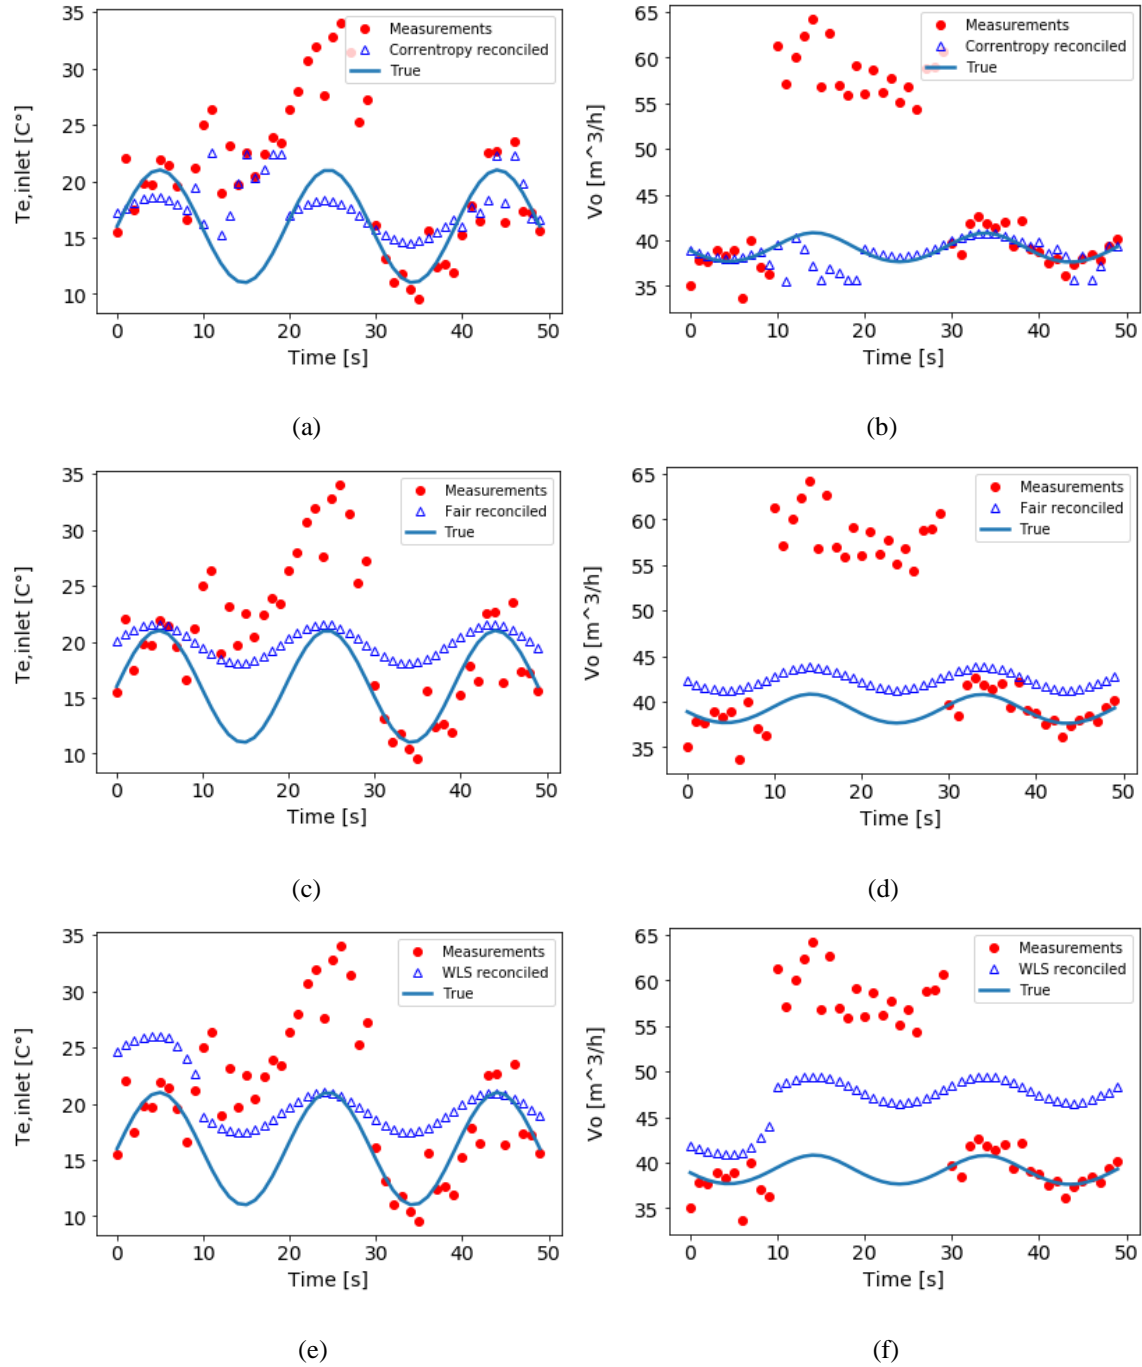 35
30
25
20
15
10
Te,inlet [C°]
Measurements
Correntropy reconciled
True
0 10 20 30 40 50
Time [s]
(a)
65
60
55
50
45
40
35
Vo [m^3/h]
Measurements
Correntropy reconciled
True
0 10 20 30 40 50
Time [s]
(b)
35
30
25
20
15
10
Te,inlet [C°]
Measurements
Fair reconciled
True
0 10 20 30 40 50
Time [s]
(c)
65
60
55
50
45
40
35
Vo [m^3/h]
Measurements
Fair reconciled
True
0 10 20 30 40 50
Time [s]
(d)
35
30
25
20
15
10
Te,inlet [C°]
Measurements
WLS reconciled
True
0 10 20 30 40 50
Time [s]
(e)
65
60
55
50
45
40
35
Vo [m^3/h]
Measurements
WLS reconciled
True
0 10 20 30 40 50
Time [s]
(f)